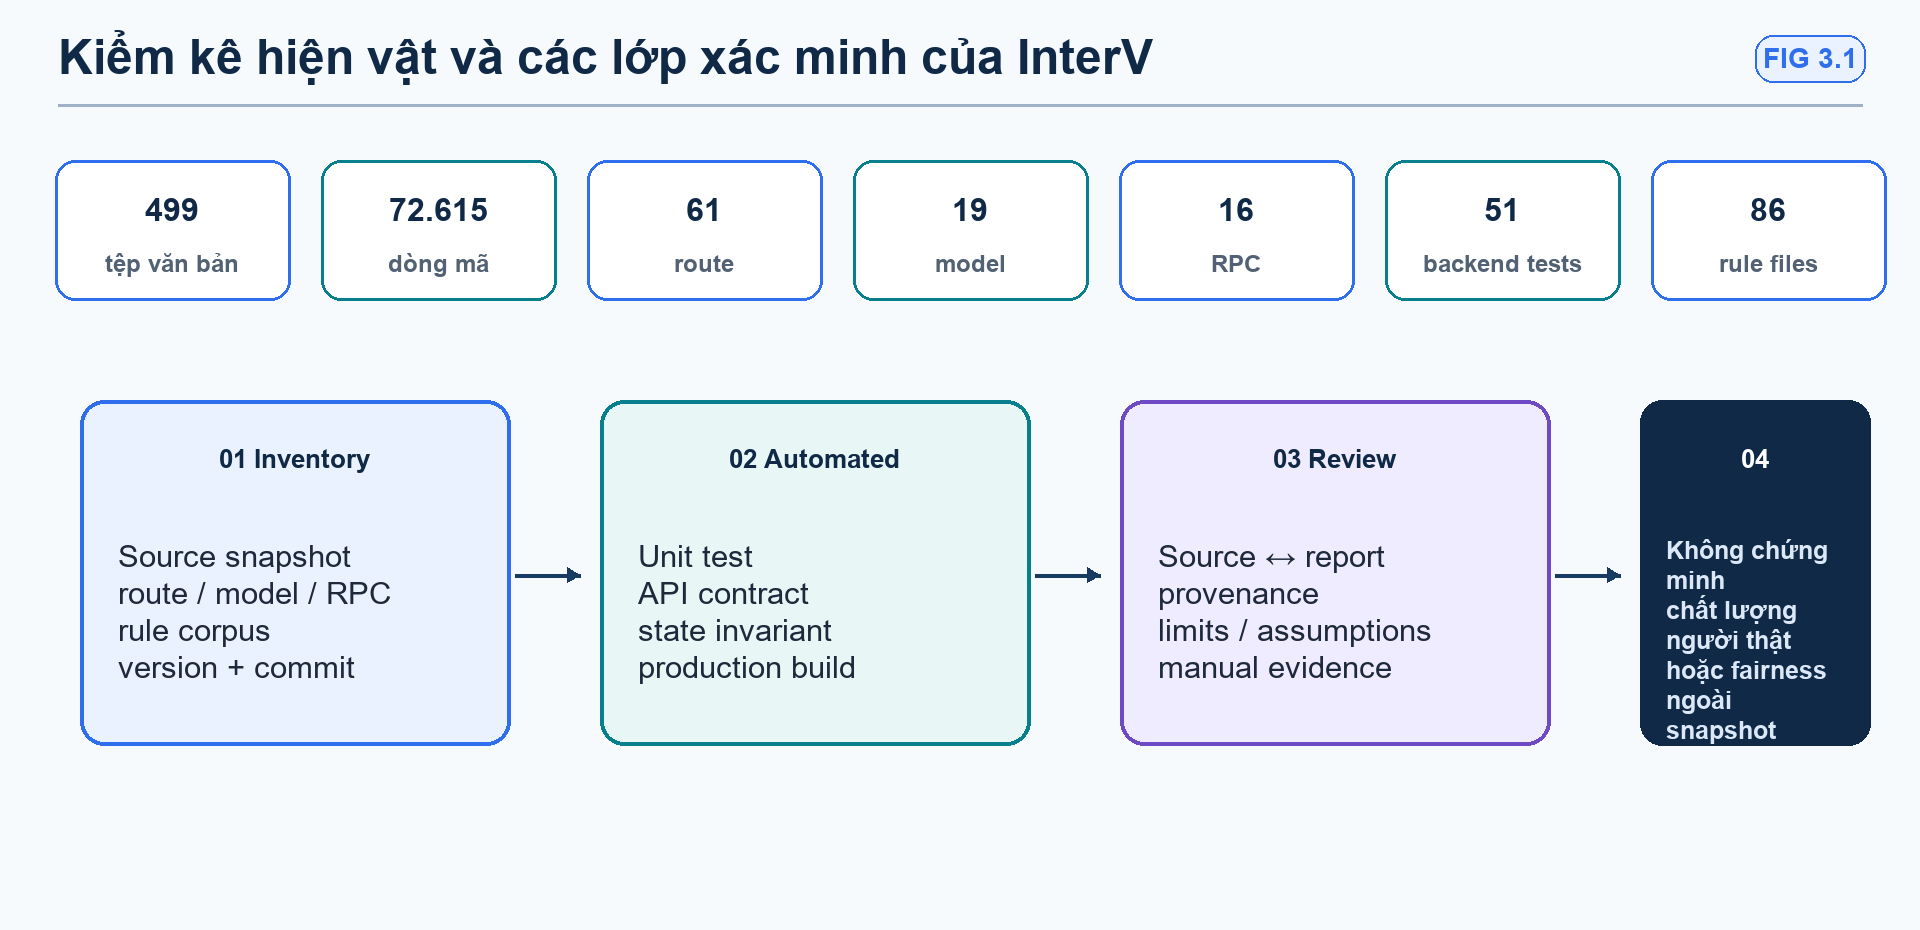 Kiểm kê hiện vật và các lớp xác minh của InterV
FIG 3.1
499
tệp văn bản
72.615
dòng mã
61
route
19
model
16
RPC
51
backend tests
86
rule files
01 Inventory
Source snapshot
route / model / RPC
rule corpus
version + commit
02 Automated
Unit test
API contract
state invariant
production build
03 Review
Source ↔ report
provenance
limits / assumptions
manual evidence
04
Không chứng
minh
chất lượng
người thật
hoặc fairness
ngoài
snapshot